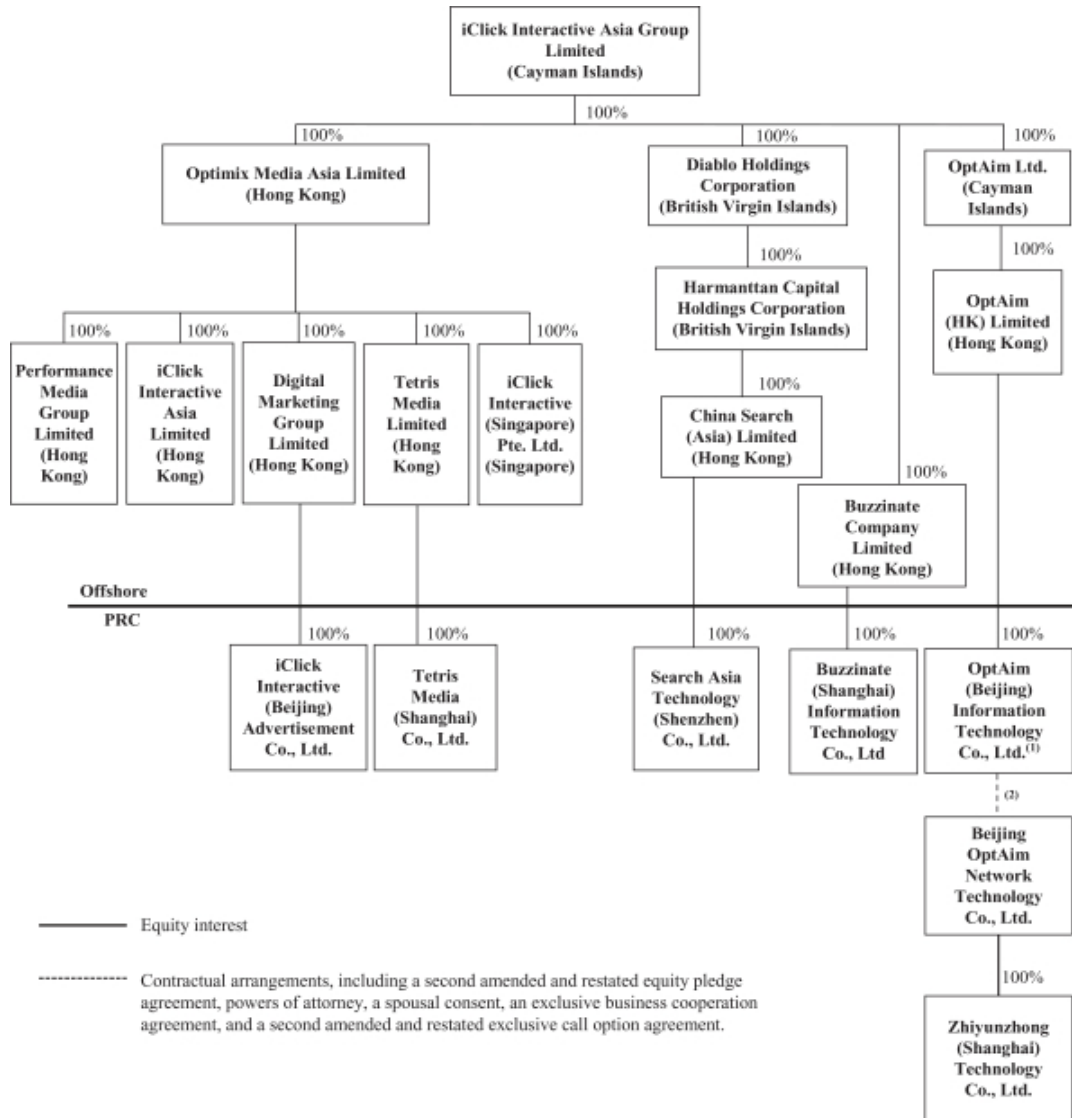 iClick Interactive Asia Group
Limited
(Cayman Islands)
100%
100%
100%
100%
Optimix Media Asia Limited
(Hong Kong)
Diablo Holdings
Corporation
(British Virgin Islands)
OptAim Ltd.
(Cayman
Islands)
100%
100%
Harmanttan Capital
Holdings Corporation
(British Virgin Islands)
OptAim
(HK) Limited
(Hong Kong)
100%
100%
100%
100%
100%
Performance
Media
Group
Limited
(Hong
Kong)
iClick
Interactive
Asia
Limited
(Hong
Kong)
Digital
Marketing
Group
Limited
(Hong Kong)
Tetris
Media
Limited
(Hong
Kong)
iClick
Interactive
(Singapore)
Pte. Ltd.
(Singapore)
100%
China Search
(Asia) Limited
(Hong Kong)
100%
Buzzinate
Company
Limited
(Hong Kong)
Offshore
PRC
100%
100%
100%
100%
100%
iClick
Interactive
(Beijing)
Advertisement
Co., Ltd.
Tetris
Media
(Shanghai)
Co., Ltd.
Search Asia
Technology
(Shenzhen)
Co., Ltd.
Buzzinate
(Shanghai)
Information
Technology
Co., Ltd
OptAim
(Beijing)
Information
Technology
Co., Ltd.(1)
(2)
Beijing
OptAim
Network
Technology
Co., Ltd.
100%
Zhiyunzhong
(Shanghai)
Technology
Co., Ltd.
Equity interest
Contractual arrangements, including a second amended and restated equity pledge
agreement, powers of attorney, a spousal consent, an exclusive business cooperation
agreement, and a second amended and restated exclusive call option agreement.